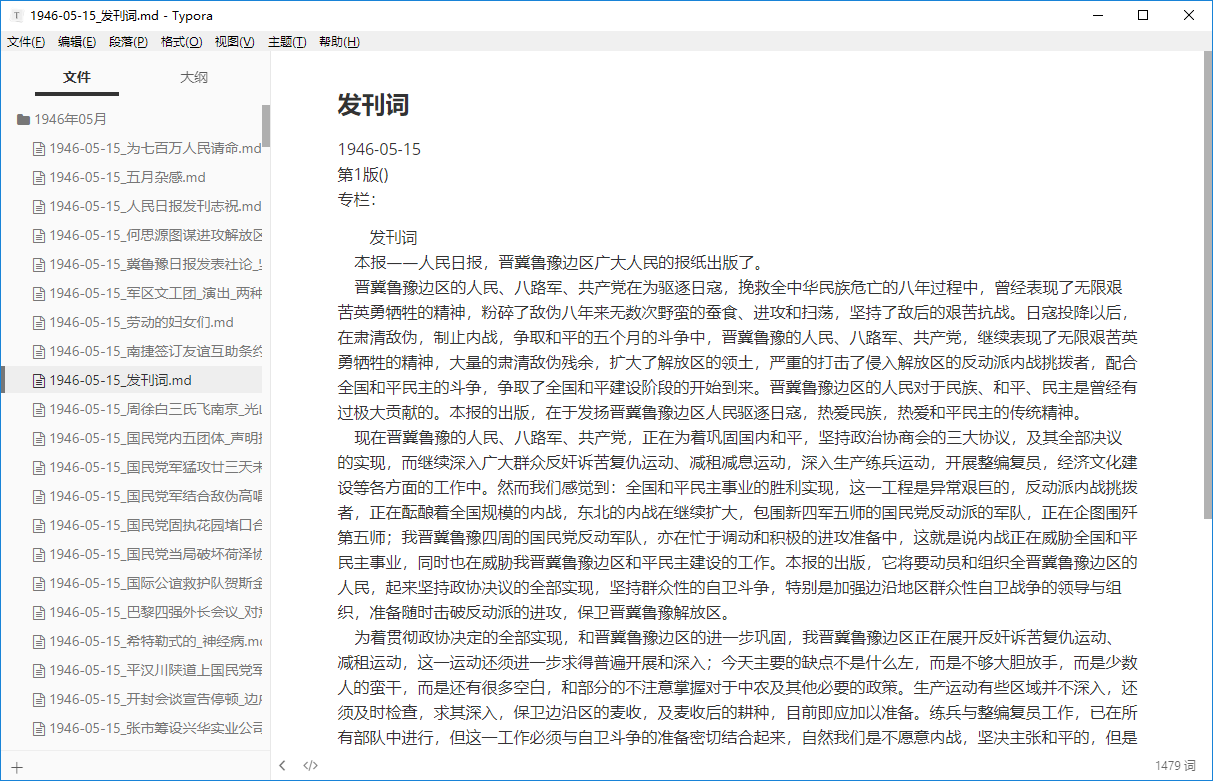 1946-05-15_发刊词.md - Typora
文件(F) 编辑(E) 段落(P) 格式(O) 视图(V) 主题(T) 帮助(H)
文件 大纲
1946年05月
1946-05-15_为七百万人民请命.md
1946-05-15_五月杂感.md
1946-05-15_人民日报发刊志祝.md
1946-05-15_何思源图谋进攻解放区
1946-05-15_冀鲁豫日报发表社论_
1946-05-15_军区文工团_演出_两种
1946-05-15_劳动的妇女们.md
1946-05-15_南捷签订友谊互助条约
1946-05-15_发刊词.md
1946-05-15_周徐白三氏飞南京_光山
1946-05-15_国民党内五团体_声明
1946-05-15_国民党军猛攻廿三天未
1946-05-15_国民党军结合敌伪高唱
1946-05-15_国民党固执花园堵口合
1946-05-15_国民党当局破坏荷泽协
1946-05-15_国际公谊救护队贺斯金
1946-05-15_巴黎四强外长会议_对
1946-05-15_希特勒式的_神经病.md
1946-05-15_平汉川陕道上国民党军
1946-05-15_开封会谈宣告停顿_边
1946-05-15_张市筹设兴华实业公司
发刊词
1946-05-15
第1版()
专栏：
发刊词
本报——人民日报，晋冀鲁豫边区广大人民的报纸出版了。
晋冀鲁豫边区的人民、八路军、共产党在为驱逐日寇，挽救全中华民族危亡的八年过程中，曾经表现了无限艰
苦英勇牺牲的精神，粉碎了敌伪八年来无数次野蛮的蚕食、进攻和扫荡，坚持了敌后的艰苦抗战。日寇投降以后，
在肃清敌伪，制止内战，争取和平的五个月的斗争中，晋冀鲁豫的人民、八路军、共产党，继续表现了无限艰苦英
勇牺牲的精神，大量的肃清敌伪残余，扩大了解放区的领土，严重的打击了侵入解放区的反动派内战挑拨者，配合
全国和平民主的斗争，争取了全国和平建设阶段的开始到来。晋冀鲁豫边区的人民对于民族、和平、民主是曾经有
过极大贡献的。本报的出版，在于发扬晋冀鲁豫边区人民驱逐日寇，热爱民族，热爱和平民主的传统精神。
现在晋冀鲁豫的人民、八路军、共产党，正在为着巩固国内和平，坚持政治协商会的三大协议，及其全部决议
的实现，而继续深入广大群众反奸诉苦复仇运动、减租减息运动，深入生产练兵运动，开展整编复员，经济文化建
设等各方面的工作中。然而我们感觉到：全国和平民主事业的胜利实现，这一工程是异常艰巨的，反动派内战挑拨
者，正在酝酿着全国规模的内战，东北的内战在继续扩大，包围新四军五师的国民党反动派的军队，正在企图围歼
第五师；我晋冀鲁豫四周的国民党反动军队，亦在忙于调动和积极的进攻准备中，这就是说内战正在威胁全国和平
民主事业，同时也在威胁我晋冀鲁豫边区和平民主建设的工作。本报的出版，它将要动员和组织全晋冀鲁豫边区的
人民，起来坚持政协决议的全部实现，坚持群众性的自卫斗争，特别是加强边沿地区群众性自卫战争的领导与组
织，准备随时击破反动派的进攻，保卫晋冀鲁豫解放区。
为着贯彻政协决定的全部实现，和晋冀鲁豫边区的进一步巩固，我晋冀鲁豫边区正在展开反奸诉苦复仇运动、
减租运动，这一运动还须进一步求得普遍开展和深入；今天主要的缺点不是什么左，而是不够大胆放手，而是少数
人的蛮干，而是还有很多空白，和部分的不注意掌握对于中农及其他必要的政策。生产运动有些区域并不深入，还
须及时检查，求其深入，保卫边沿区的麦收，及麦收后的耕种，目前即应加以准备。练兵与整编复员工作，已在所
有部队中进行，但这一工作必须与自卫斗争的准备密切结合起来，自然我们是不愿意内战，坚决主张和平的，但是
1479 词